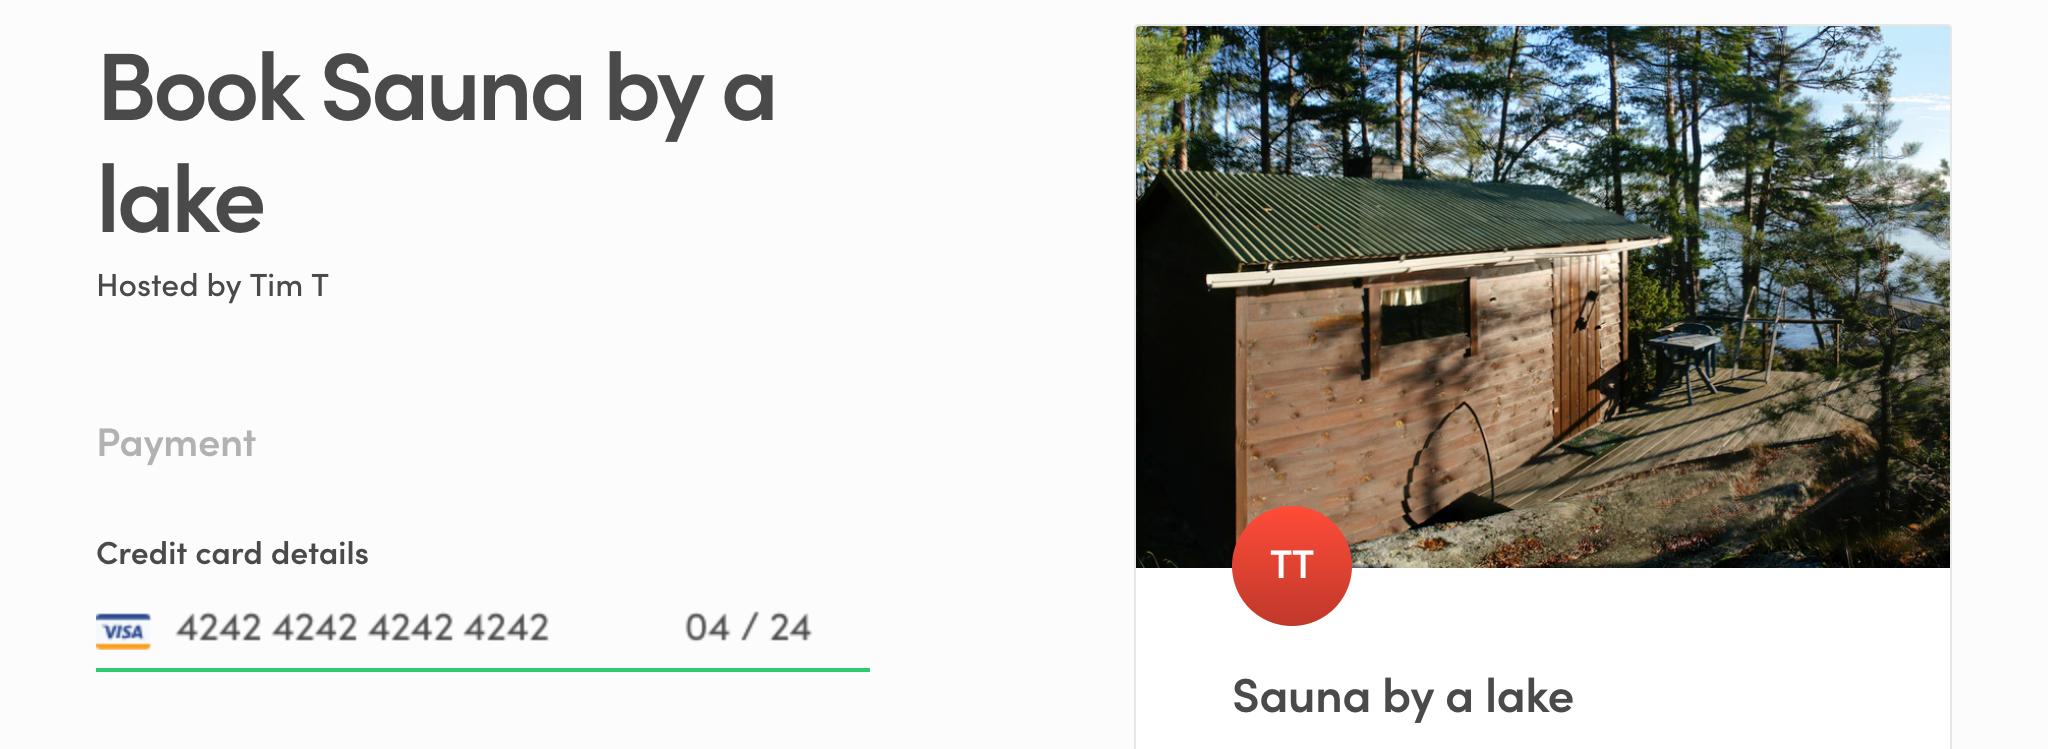 Book Sauna by a
lake
Hosted by Tim T
Payment
Credit card details
VISA 4242 4242 4242 4242 04 / 24
TT
Sauna by a lake